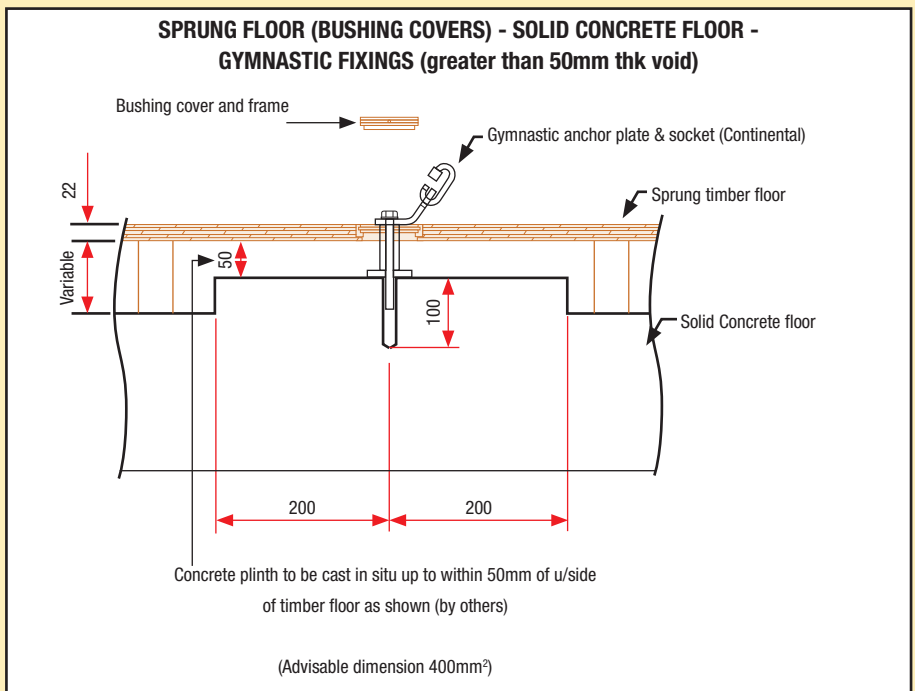 SPRUNG FLOOR (BUSHING COVERS) - SOLID CONCRETE FLOOR -
GYMNASTIC FIXINGS (greater than 50mm thk void)
Bushing cover and frame
Gymnastic anchor plate & socket (Continental)
22
Sprung timber floor
Variable
50
100
Solid Concrete floor
200
200
Concrete plinth to be cast in situ up to within 50mm of u/side
of timber floor as shown (by others)
(Advisable dimension 400mm²)